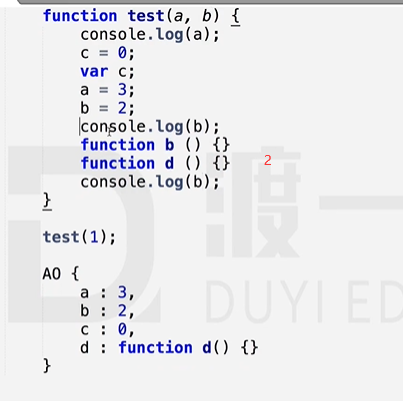 function test(a, b) {
console.log(a);
c = 0;
var c;
a = 3;
b = 2;
console.log(b);
function b () {}
function d () {} 2
console.log(b);
}
test(1);
AO {
a : 3,
b : 2,
c : 0,
d : function d() {}
}
渡一
DUYI ED